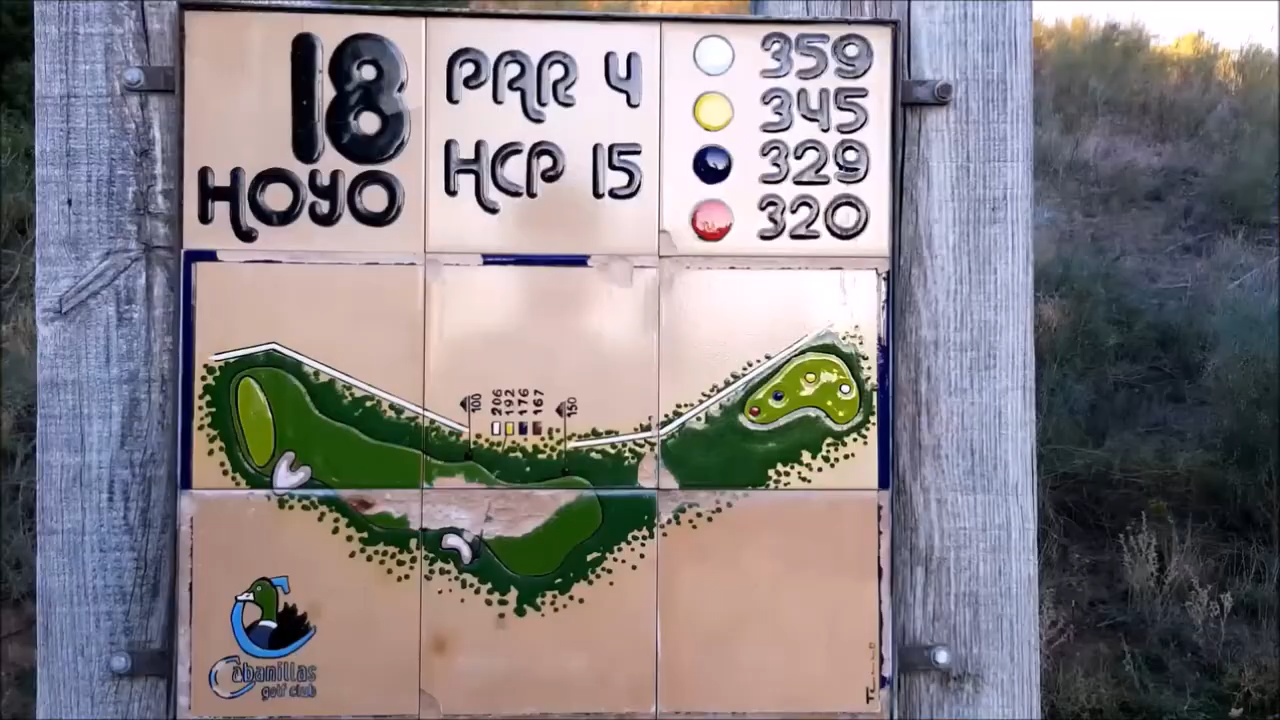 18
HOYO
PAR 4
HCP 15
359
345
329
320
100
206
192
176
167
150
Cabanillas
golf club